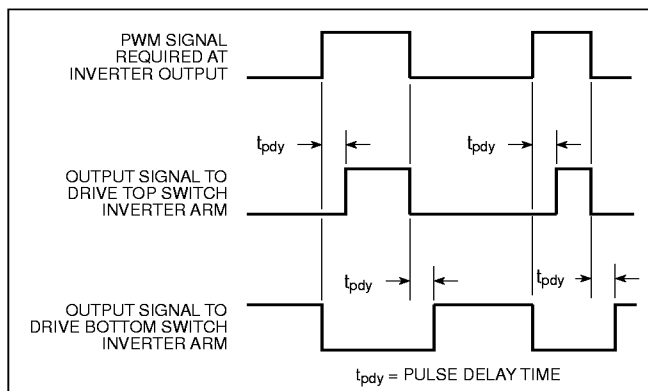 PWM SIGNAL
REQUIRED AT
INVERTER OUTPUT
tpdy
tpdy
OUTPUT SIGNAL TO
DRIVE TOP SWITCH
INVERTER ARM
tpdy
tpdy
OUTPUT SIGNAL TO
DRIVE BOTTOM SWITCH
INVERTER ARM
tpdy = PULSE DELAY TIME